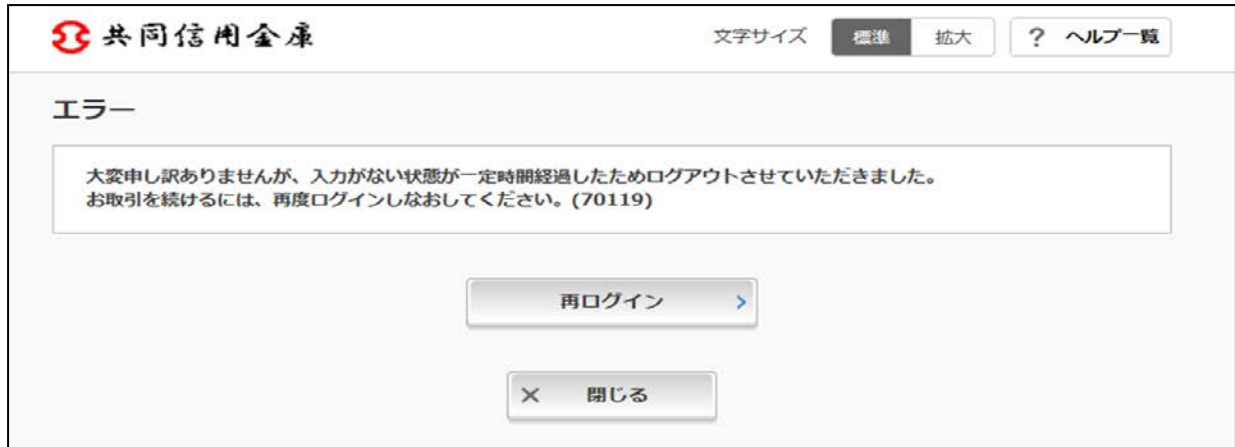 共同信用金庫
文字サイズ 標準 拡大 ? ヘルプ一覧
エラー
大変申し訳ありませんが、入力がない状態が一定時間経過したためログアウトさせていただきました。
お取引を続けるには、再度ログインしなおしてください。(70119)
再ログイン
× 閉じる